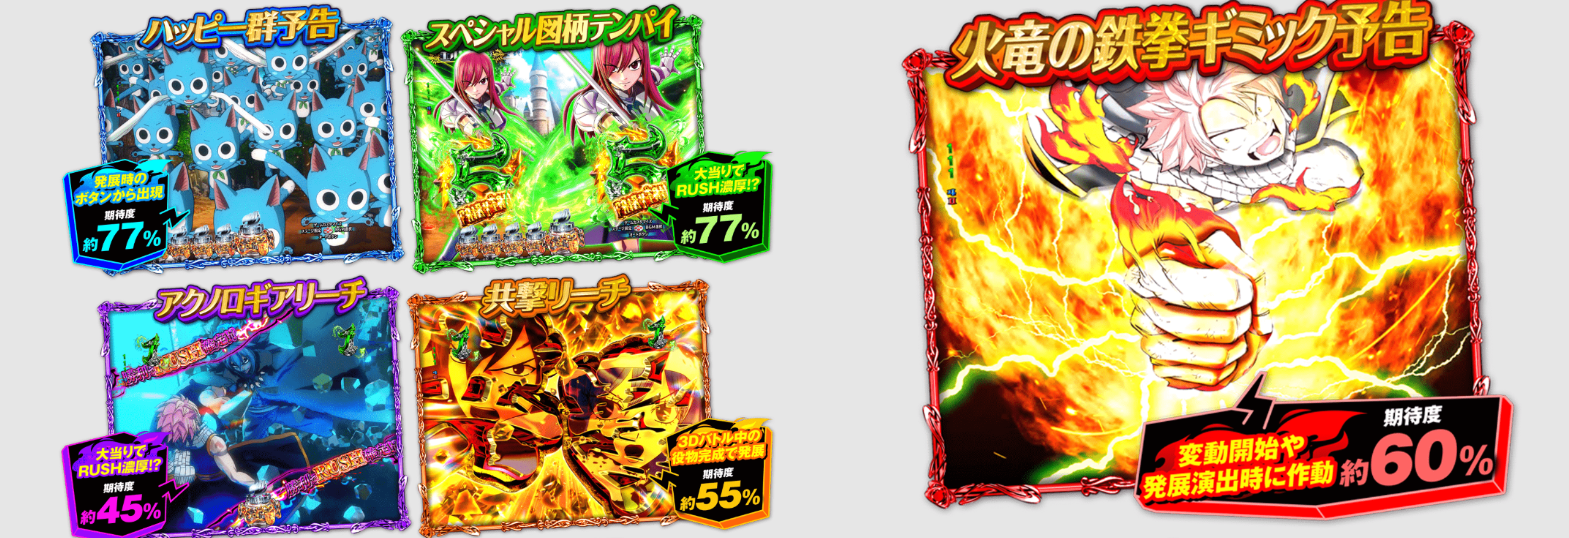 ハッピー群予告
発展時の
ボタンから出現
期待度
約77%
スペシャル図柄テンパイ
大当りで
RUSH濃厚!?
期待度
約77%
アクノロギアリーチ
大当りで
RUSH濃厚!?
期待度
約45%
共撃リーチ
3Dバトル中の
役物完成で発展
期待度
約55%
火竜の鉄拳ギミック予告
変動開始や
発展演出時に作動
期待度
約60%